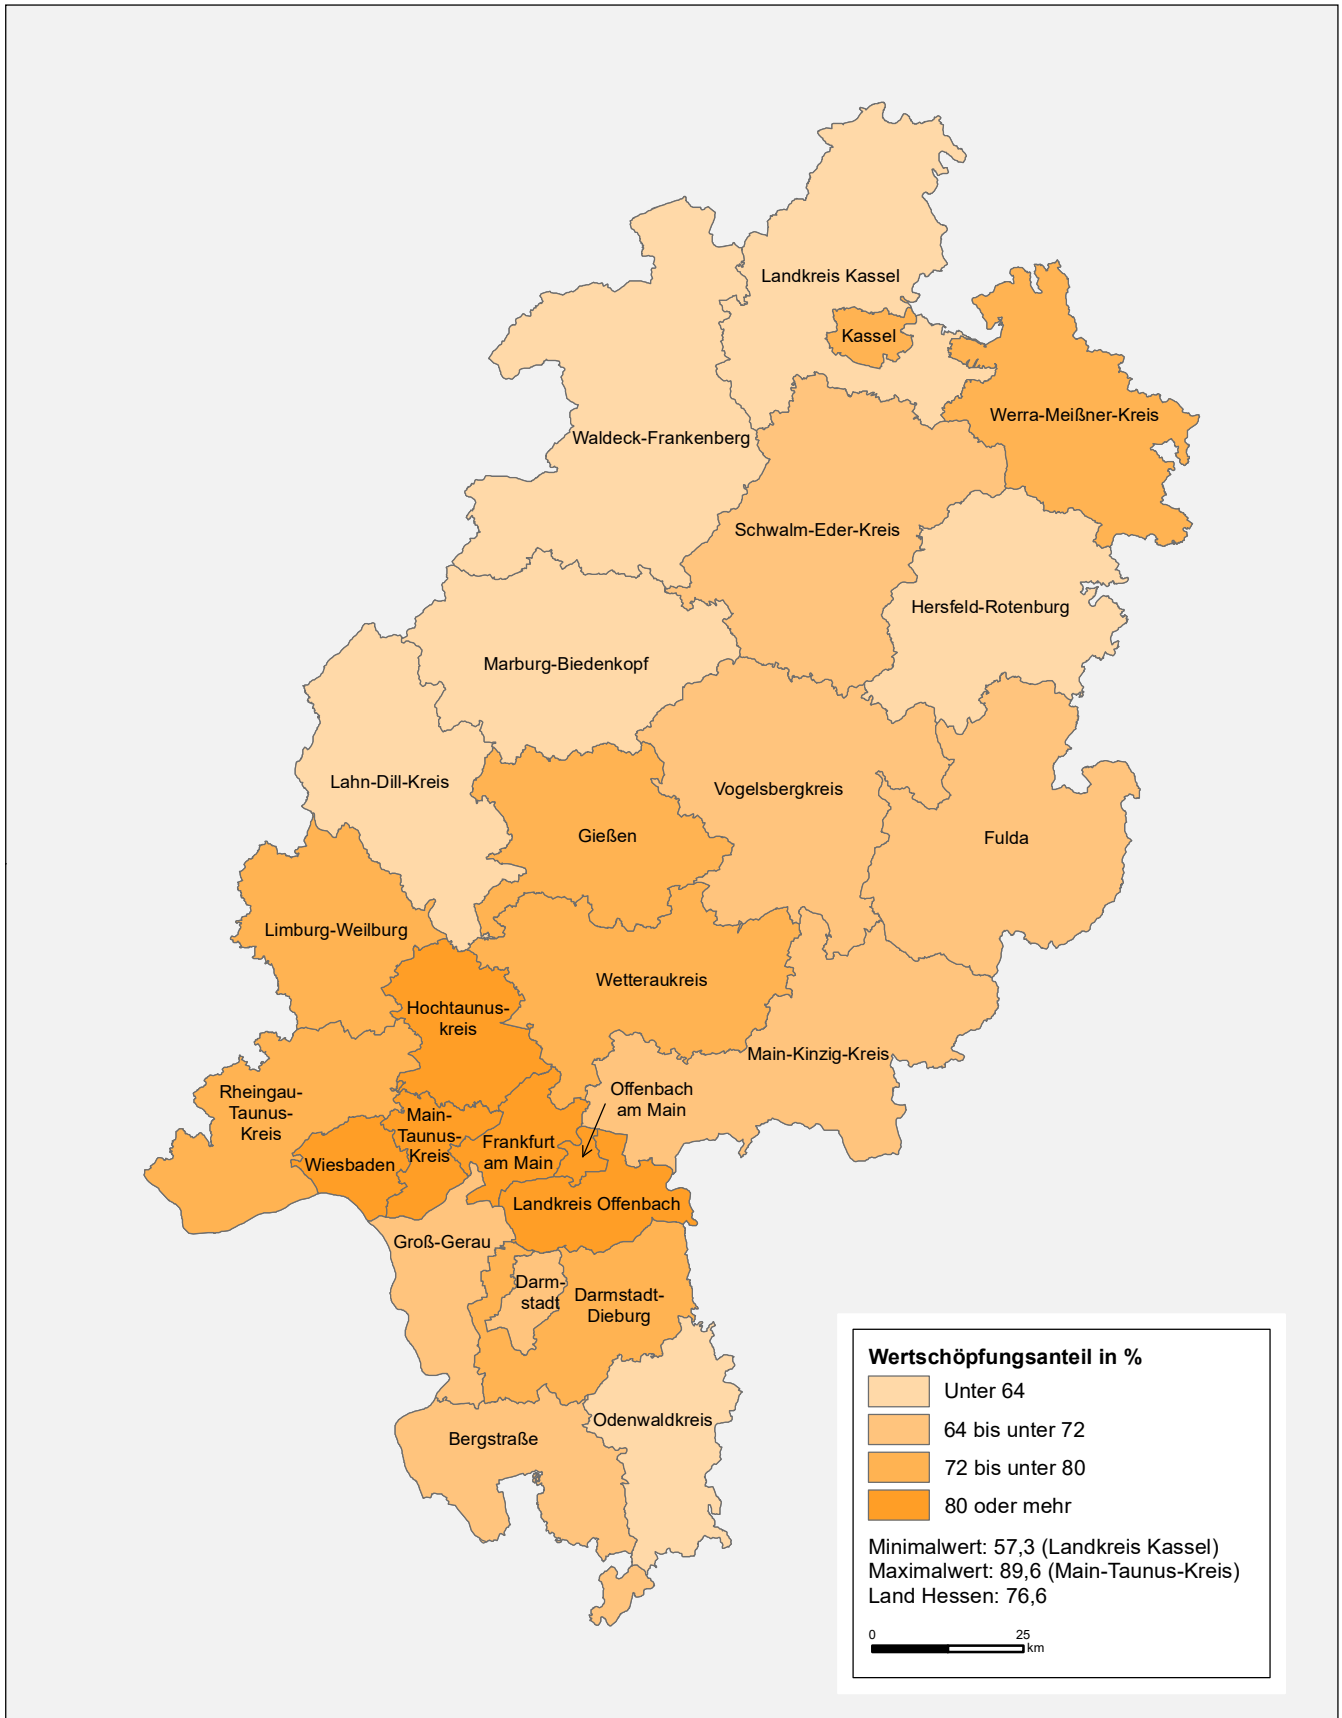 Landkreis Kassel
Kassel
Werra-Meißner-Kreis
Waldeck-Frankenberg
Schwalm-Eder-Kreis
Hersfeld-Rotenburg
Marburg-Biedenkopf
Lahn-Dill-Kreis
Vogelsbergkreis
Gießen
Fulda
Limburg-Weilburg
Wetteraukreis
Hochtaunus-
kreis
Main-Kinzig-Kreis
Rheingau-
Taunus-
Kreis
Offenbach
am Main
Main-
Taunus-
Kreis
Frankfurt
am Main
Wiesbaden
Landkreis Offenbach
Groß-Gerau
Darm-
stadt
Darmstadt-
Dieburg
Odenwaldkreis
Bergstraße
Wertschöpfungsanteil in %
Unter 64
64 bis unter 72
72 bis unter 80
80 oder mehr
Minimalwert: 57,3 (Landkreis Kassel)
Maximalwert: 89,6 (Main-Taunus-Kreis)
Land Hessen: 76,6
0 25
km